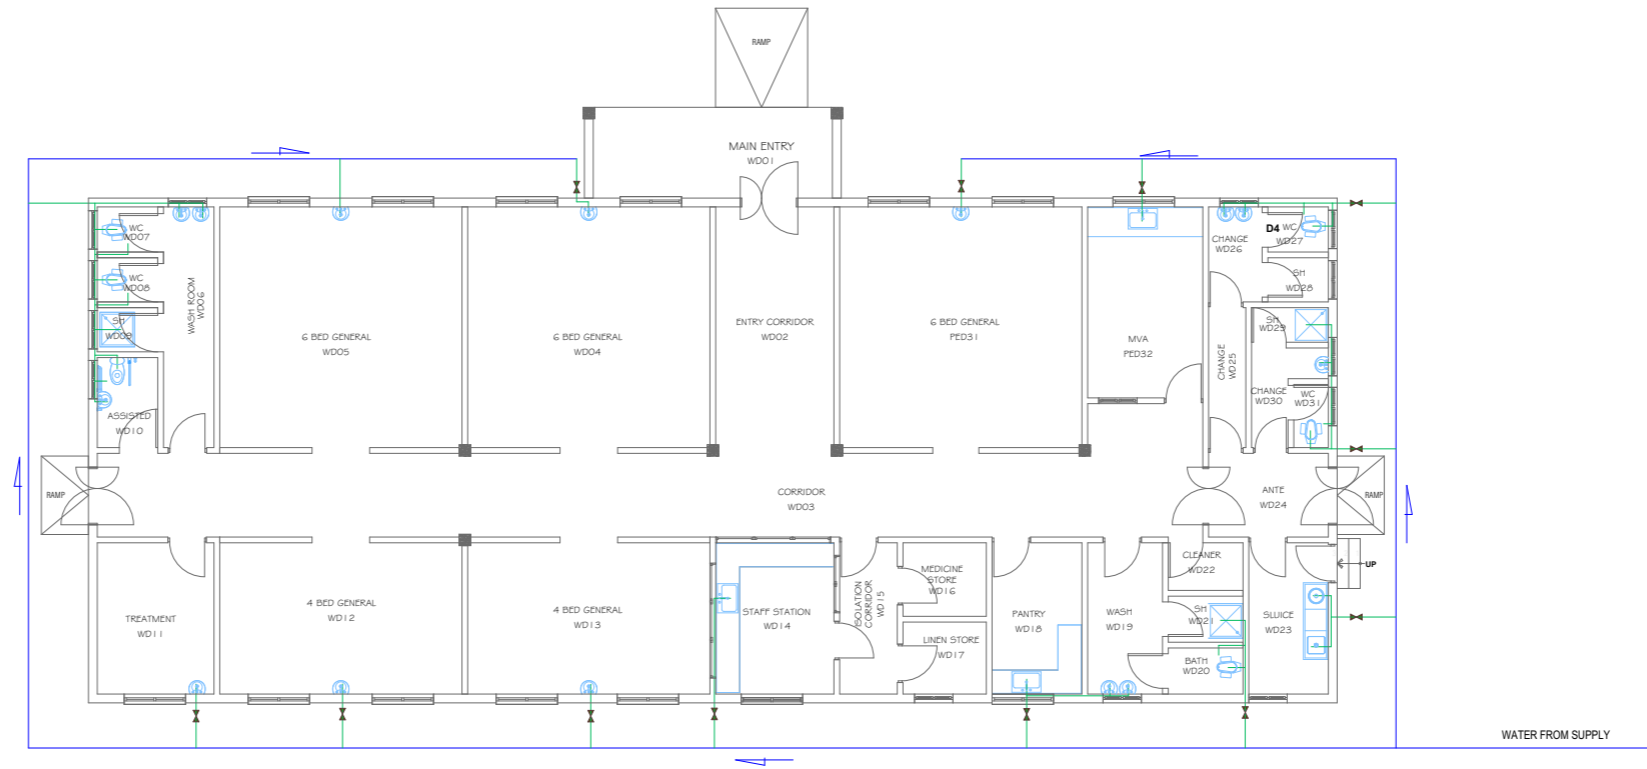 RAMP
MAIN ENTRY
WD01
WC
WD07
WC
WD08
SH
WD09
ASSISTED
WD10
WASH ROOM
WD06
6 BED GENERAL
WD05
6 BED GENERAL
WD04
ENTRY CORRIDOR
WD02
6 BED GENERAL
PED31
MVA
PED32
CHANGE
WD26
D4
WC
WD27
SH
WD28
SH
WD29
CHANGE
WD25
CHANGE
WD30
WC
WD31
RAMP
CORRIDOR
WD03
ANTE
WD24
RAMP
TREATMENT
WD11
4 BED GENERAL
WD12
4 BED GENERAL
WD13
STAFF STATION
WD14
ISOLATION
CORRIDOR
WD15
MEDICINE
STORE
WD16
LINEN STORE
WD17
PANTRY
WD18
WASH
WD19
CLEANER
WD22
SH
WD21
BATH
WD20
SLUICE
WD23
UP
WATER FROM SUPPLY